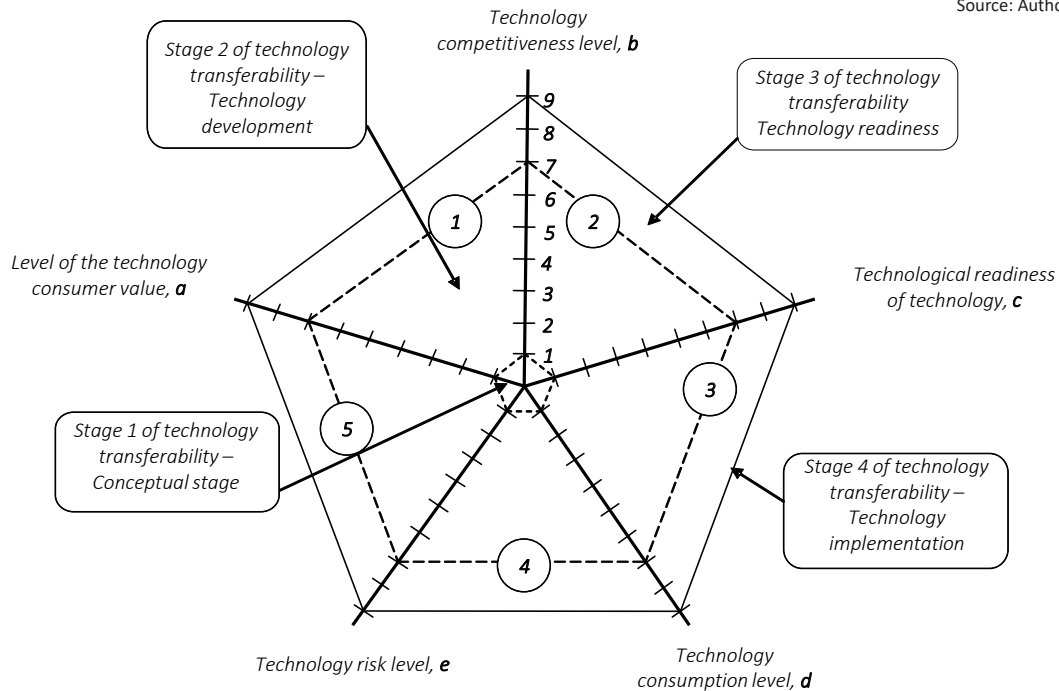 Source: Autho
Technology
competitiveness level, b
Stage 2 of technology
transferability –
Technology
development
Stage 3 of technology
transferability
Technology readiness
9
8
7
6
5
4
3
2
1
1
2
Level of the technology
consumer value, a
Technological readiness
of technology, c
3
5
Stage 1 of technology
transferability –
Conceptual stage
Stage 4 of technology
transferability –
Technology
implementation
4
Technology risk level, e
Technology
consumption level, d